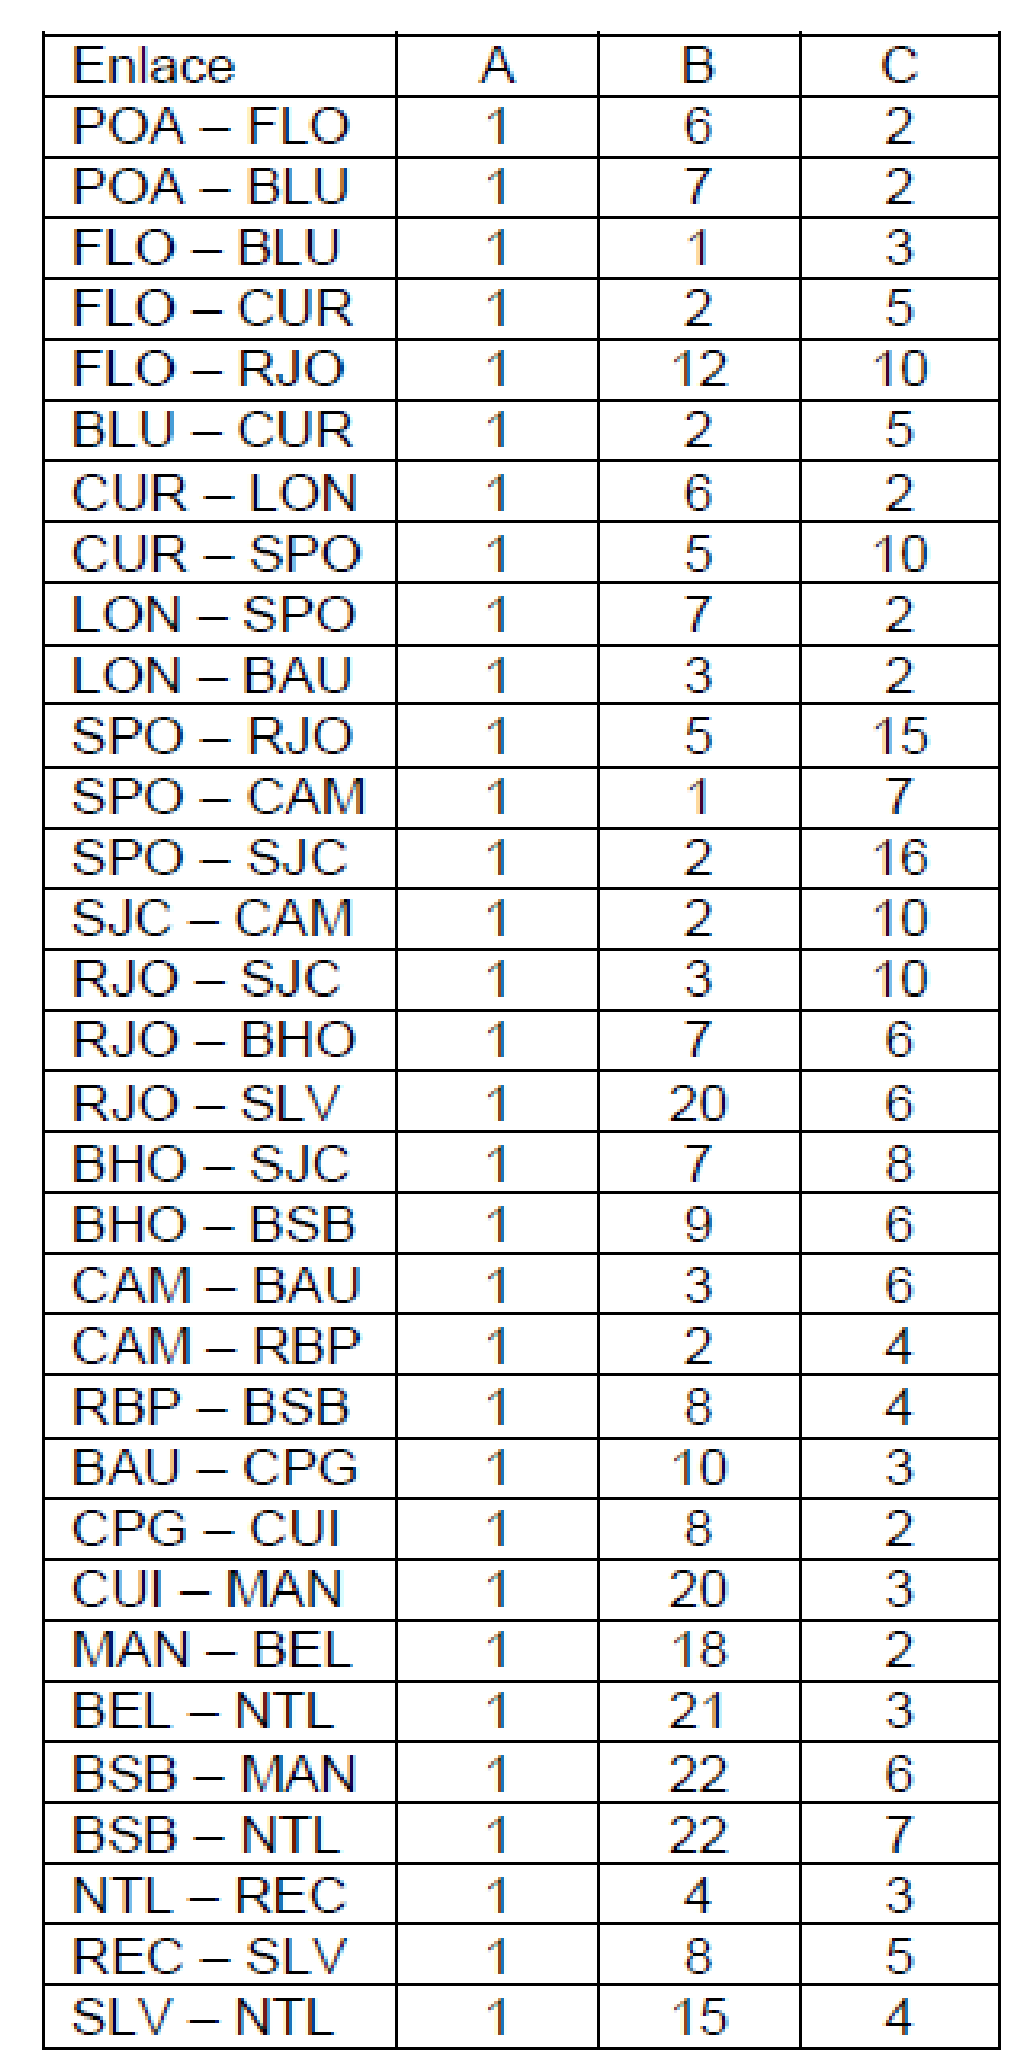 Enlace A B C
POA – FLO 1 6 2
POA – BLU 1 7 2
FLO – BLU 1 1 3
FLO – CUR 1 2 5
FLO – RJO 1 12 10
BLU – CUR 1 2 5
CUR – LON 1 6 2
CUR – SPO 1 5 10
LON – SPO 1 7 2
LON – BAU 1 3 2
SPO – RJO 1 5 15
SPO – CAM 1 1 7
SPO – SJC 1 2 16
SJC – CAM 1 2 10
RJO – SJC 1 3 10
RJO – BHO 1 7 6
RJO – SLV 1 20 6
BHO – SJC 1 7 8
BHO – BSB 1 9 6
CAM – BAU 1 3 6
CAM – RBP 1 2 4
RBP – BSB 1 8 4
BAU – CPG 1 10 3
CPG – CUI 1 8 2
CUI – MAN 1 20 3
MAN – BEL 1 18 2
BEL – NTL 1 21 3
BSB – MAN 1 22 6
BSB – NTL 1 22 7
NTL – REC 1 4 3
REC – SLV 1 8 5
SLV – NTL 1 15 4